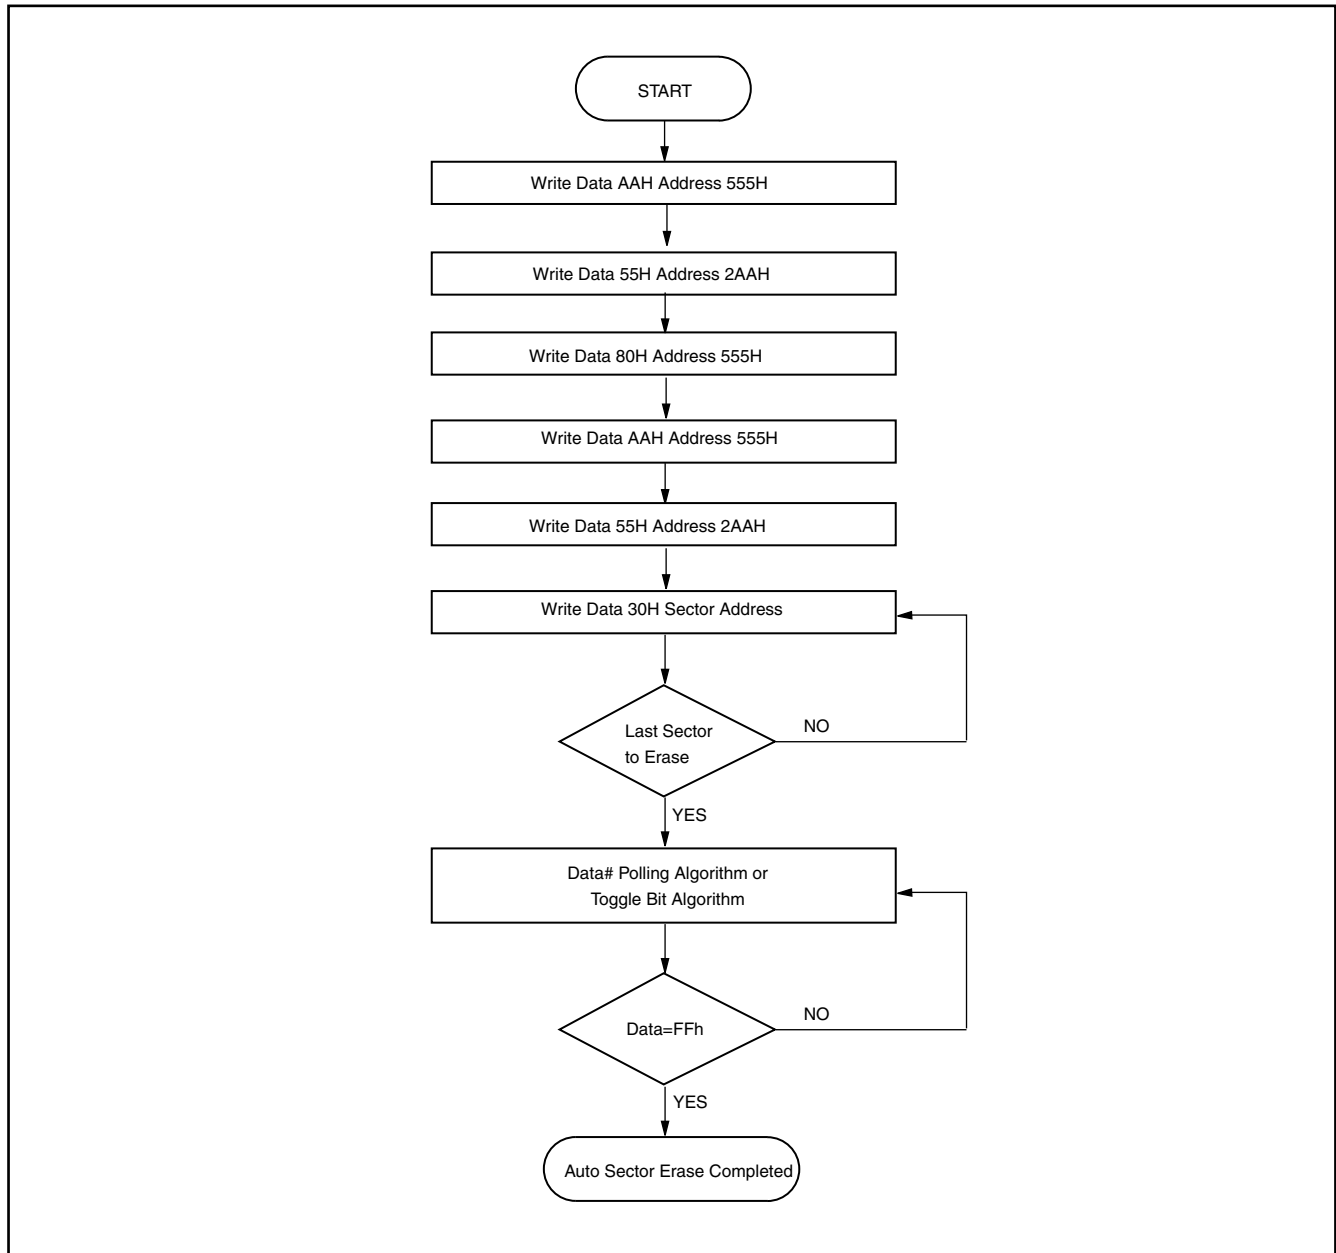 START
Write Data AAH Address 555H
Write Data 55H Address 2AAH
Write Data 80H Address 555H
Write Data AAH Address 555H
Write Data 55H Address 2AAH
Write Data 30H Sector Address
Last Sector
to Erase
NO
YES
Data# Polling Algorithm or
Toggle Bit Algorithm
Data=FFh
NO
YES
Auto Sector Erase Completed